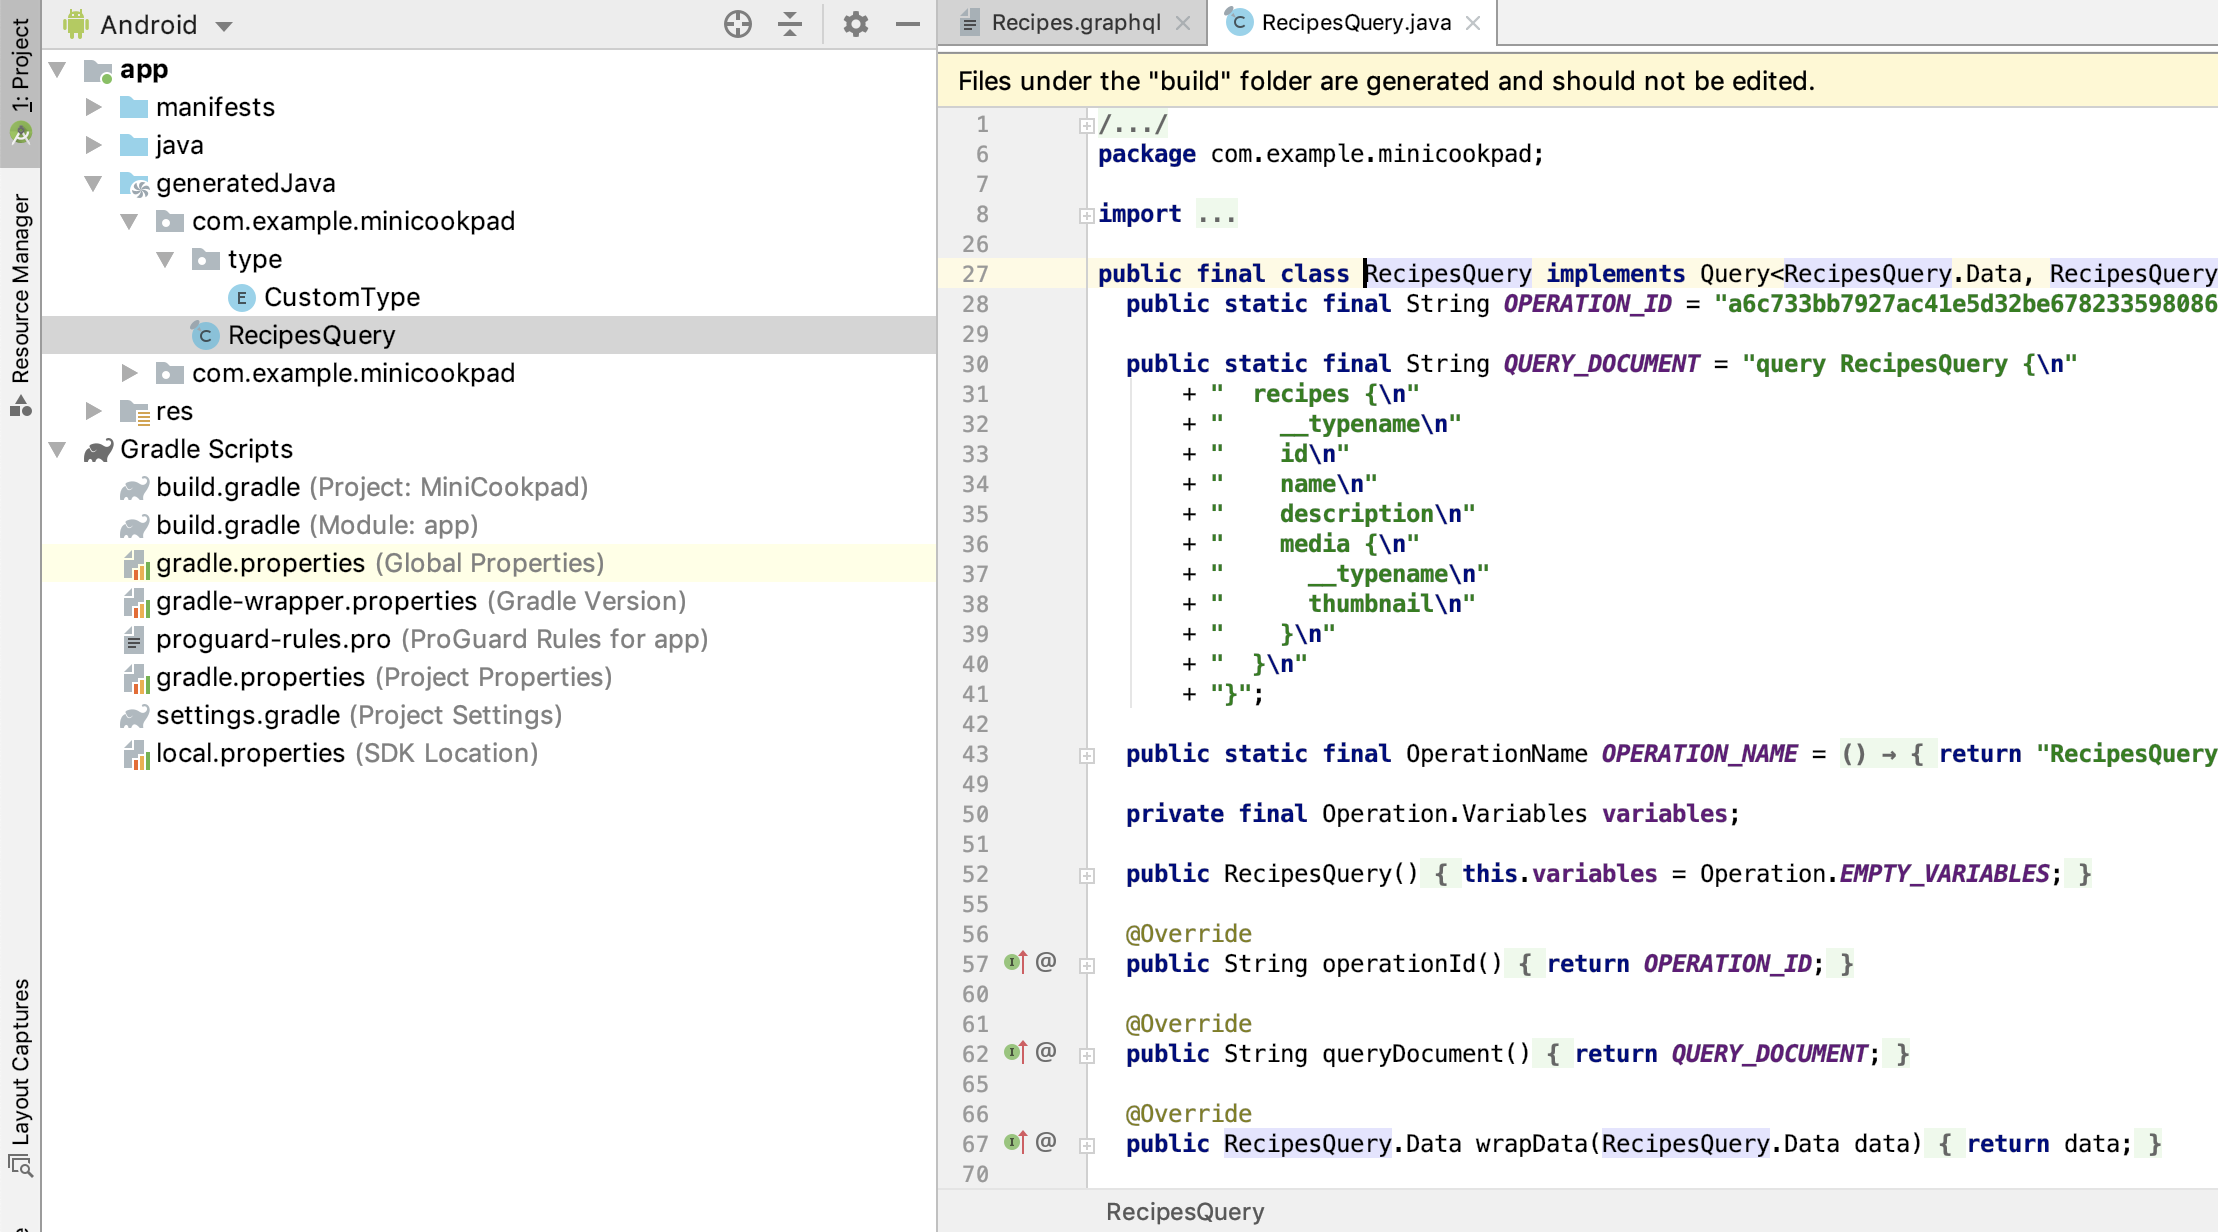 1: Project
Resource Manager
Layout Captures
Android
app
manifests
java
generatedJava
com.example.minicookpad
type
CustomType
RecipesQuery
com.example.minicookpad
res
Gradle Scripts
build.gradle (Project: MiniCookpad)
build.gradle (Module: app)
gradle.properties (Global Properties)
gradle-wrapper.properties (Gradle Version)
proguard-rules.pro (ProGuard Rules for app)
gradle.properties (Project Properties)
settings.gradle (Project Settings)
local.properties (SDK Location)
Recipes.graphql RecipesQuery.java
Files under the "build" folder are generated and should not be edited.
1 /.../
6 package com.example.minicookpad;
7
8 import ...
26
27 public final class RecipesQuery implements Query<RecipesQuery.Data, RecipesQuery
28 public static final String OPERATION_ID = "a6c733bb7927ac41e5d32be678233598086
29
30 public static final String QUERY_DOCUMENT = "query RecipesQuery {\n"
31 + "  recipes {\n"
32 + "    __typename\n"
33 + "    id\n"
34 + "    name\n"
35 + "    description\n"
36 + "    media {\n"
37 + "      __typename\n"
38 + "      thumbnail\n"
39 + "    }\n"
40 + "  }\n"
41 + "}";
42
43 public static final OperationName OPERATION_NAME = () → { return "RecipesQuery
49
50 private final Operation.Variables variables;
51
52 public RecipesQuery() { this.variables = Operation.EMPTY_VARIABLES; }
55
56 @Override
57 @ public String operationId() { return OPERATION_ID; }
60
61 @Override
62 @ public String queryDocument() { return QUERY_DOCUMENT; }
65
66 @Override
67 @ public RecipesQuery.Data wrapData(RecipesQuery.Data data) { return data; }
70
RecipesQuery